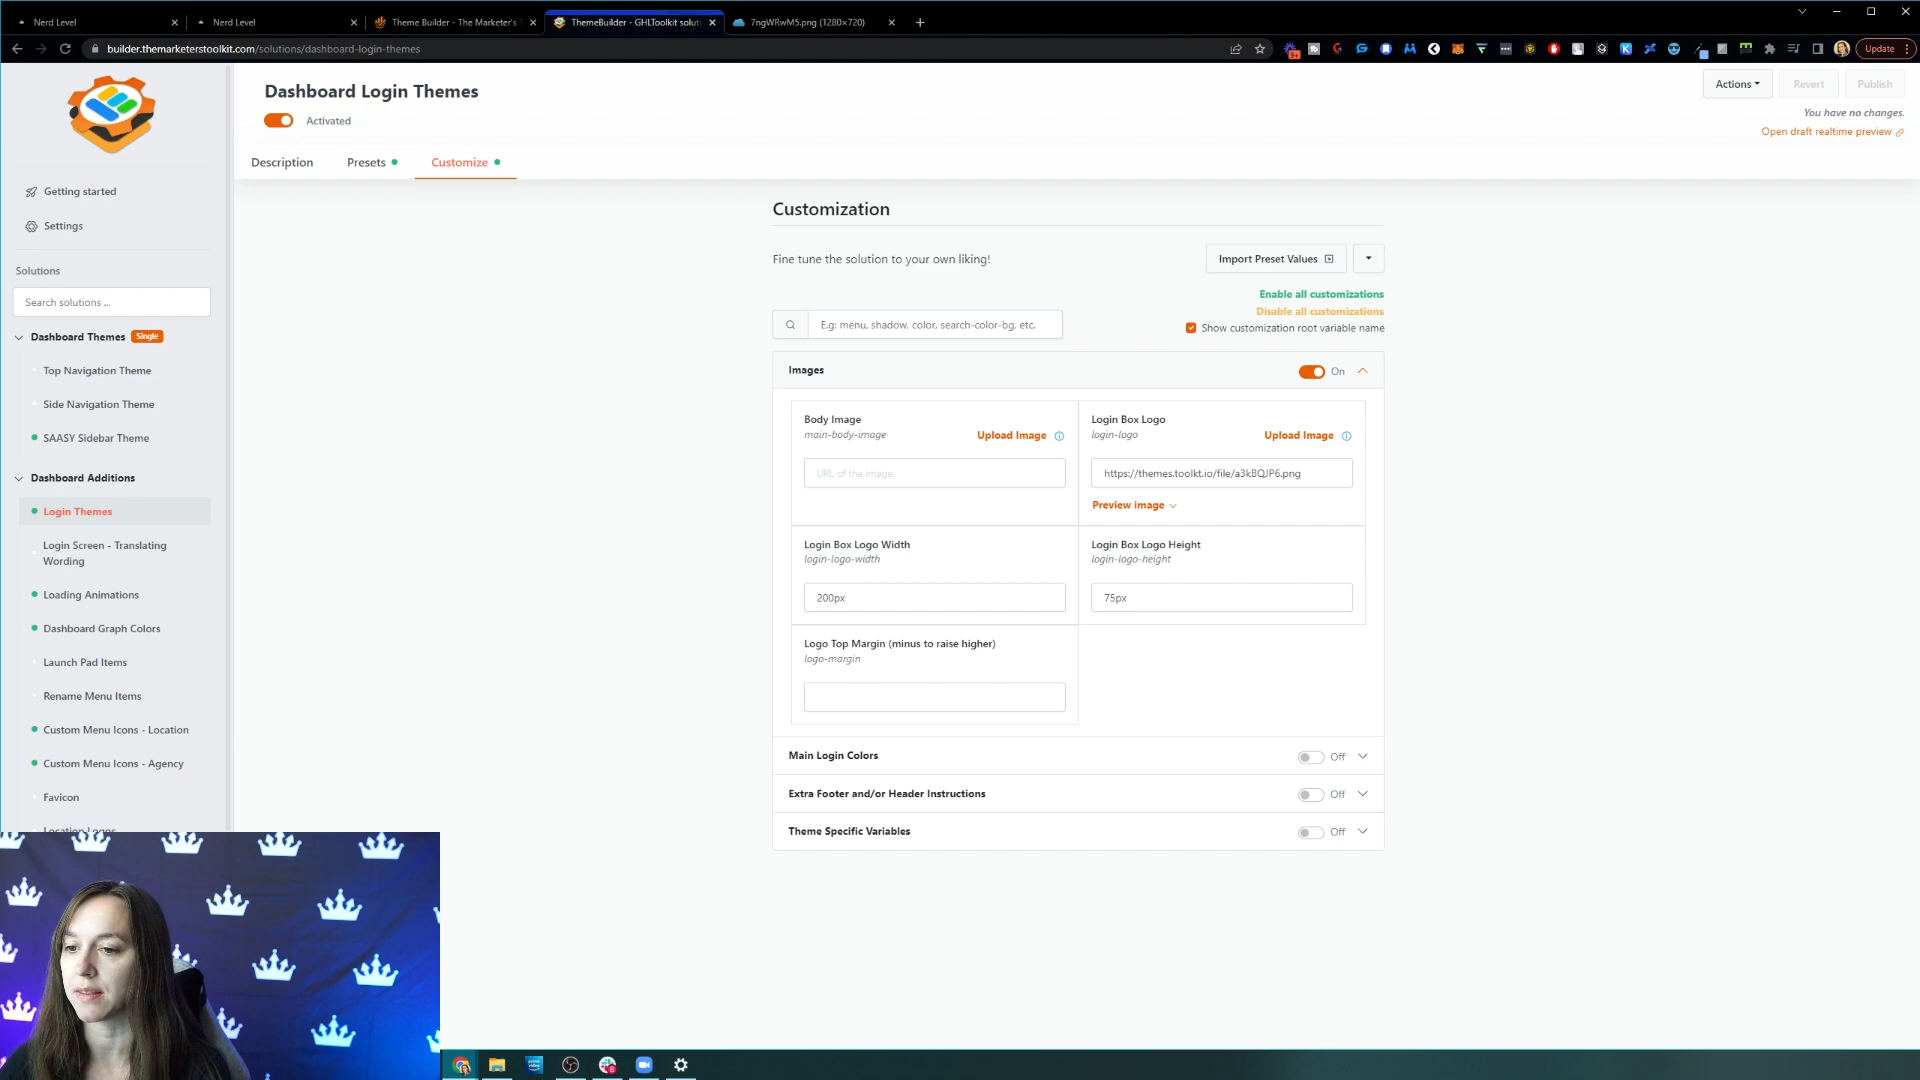 Nerd Level
Nerd Level
Theme Builder - The Marketer's T
ThemeBuilder - GHLToolkit soluti
7ngWRwM5.png (1280×720)
builder.themarketerstoolkit.com/solutions/dashboard-login-themes
Update
Dashboard Login Themes
Activated
Actions
Revert
Publish
You have no changes.
Open draft realtime preview
Description
Presets
Customize
Getting started
Settings
Solutions
Search solutions ...
Dashboard Themes
Single
Top Navigation Theme
Side Navigation Theme
SAASY Sidebar Theme
Dashboard Additions
Login Themes
Login Screen - Translating
Wording
Loading Animations
Dashboard Graph Colors
Launch Pad Items
Rename Menu Items
Custom Menu Icons - Location
Custom Menu Icons - Agency
Favicon
Location Logos
Customization
Fine tune the solution to your own liking!
Import Preset Values
Enable all customizations
Disable all customizations
E.g: menu, shadow, color, search-color-bg, etc.
Show customization root variable name
Images
On
Body Image
main-body-image
Upload Image
URL of the image
Login Box Logo
login-logo
Upload Image
https://themes.toolkt.io/file/a3kBQJP6.png
Preview image
Login Box Logo Width
login-logo-width
200px
Login Box Logo Height
login-logo-height
75px
Logo Top Margin (minus to raise higher)
logo-margin
Main Login Colors
Off
Extra Footer and/or Header Instructions
Off
Theme Specific Variables
Off